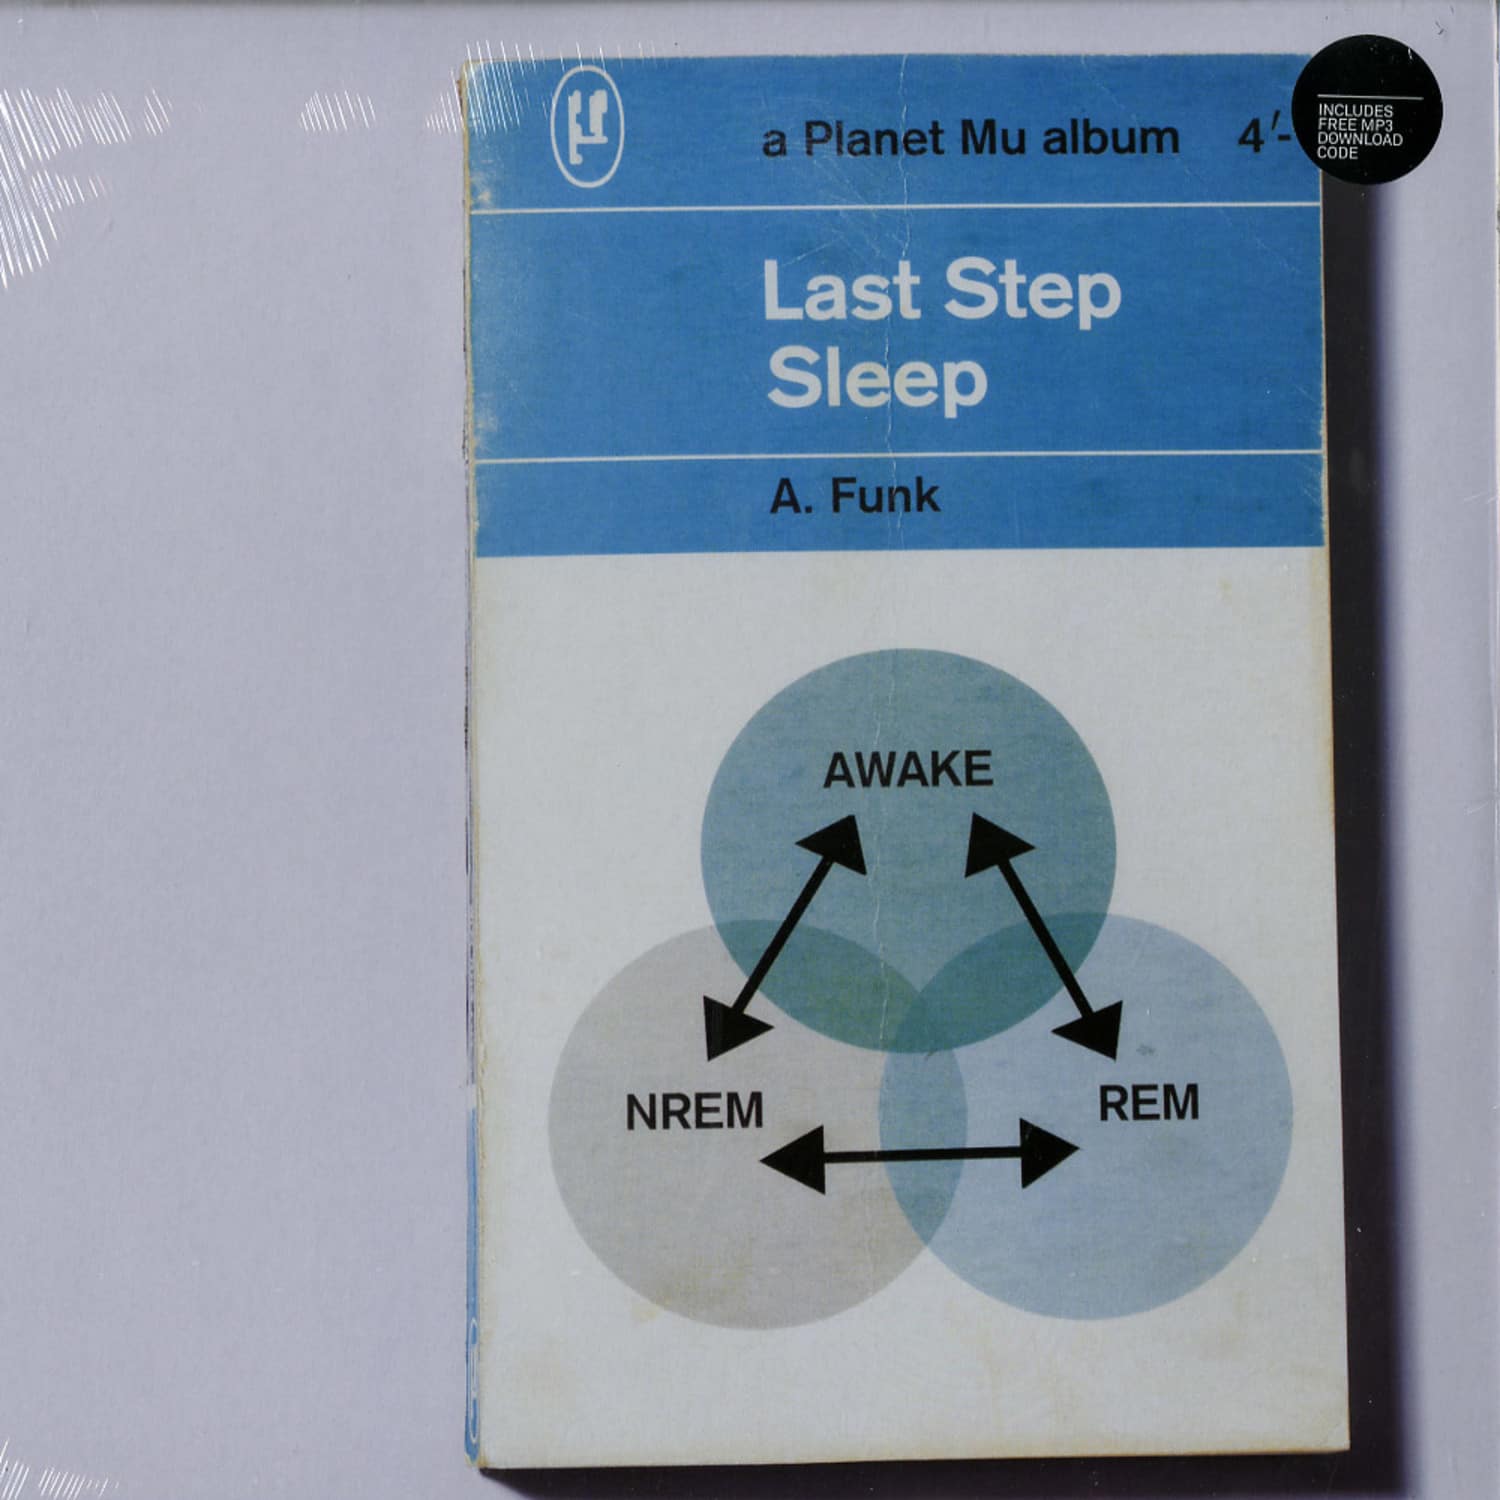 a Planet Mu album 4'-
INCLUDES
FREE MP3
DOWNLOAD
CODE
Last Step
Sleep
A. Funk
AWAKE
NREM
REM